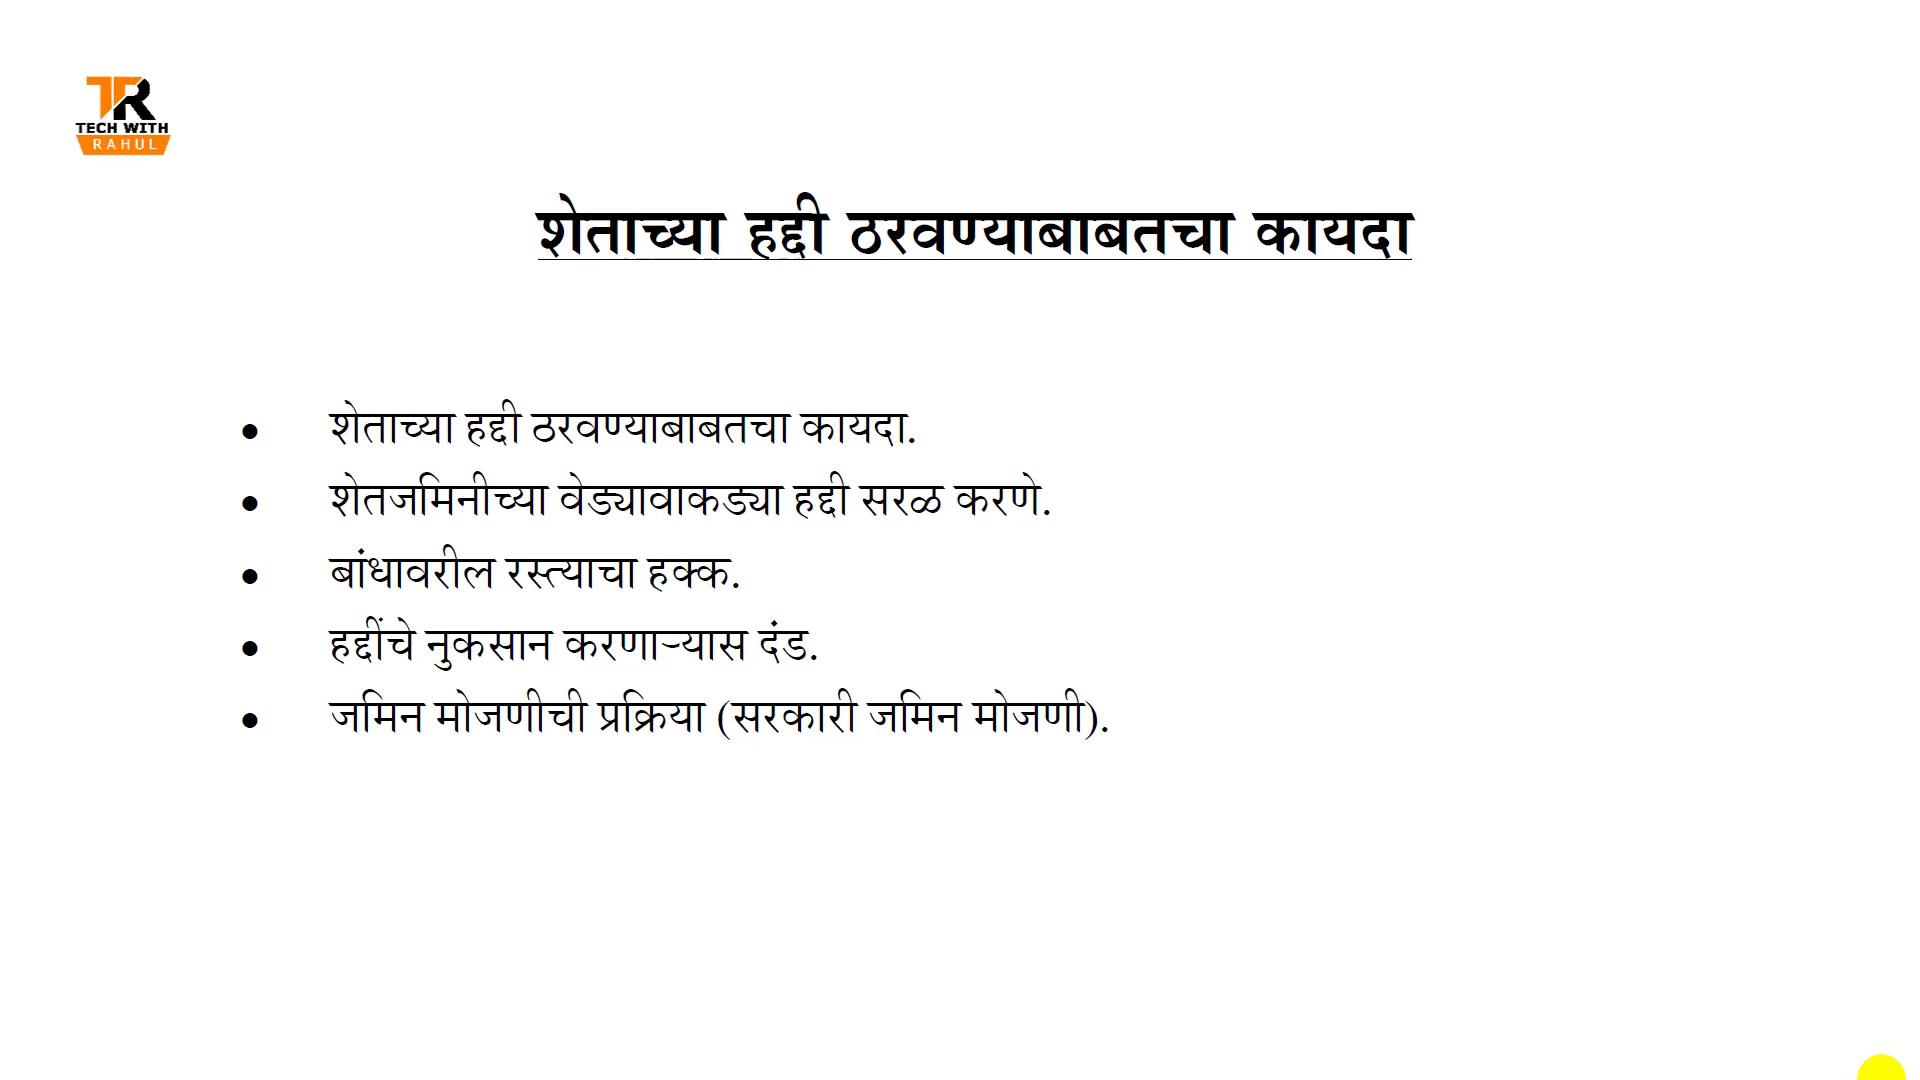 TR
TECH WITH
RAHUL
शेताच्या हद्दी ठरवण्याबाबतचा कायदा
• शेताच्या हद्दी ठरवण्याबाबतचा कायदा.
• शेतजमिनीच्या वेड्यावाकड्या हद्दी सरळ करणे.
• बांधावरील रस्त्याचा हक्क.
• हद्दींचे नुकसान करणाऱ्यास दंड.
• जमिन मोजणीची प्रक्रिया (सरकारी जमिन मोजणी).